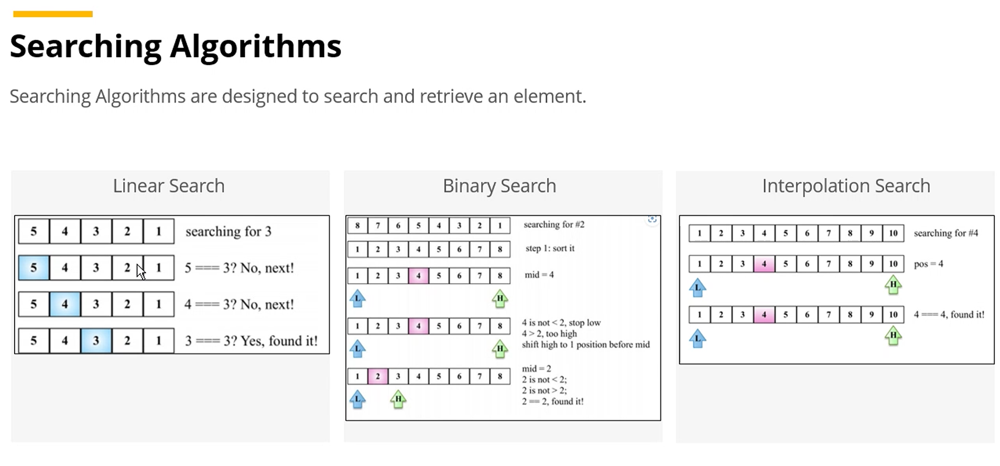 Searching Algorithms
Searching Algorithms are designed to search and retrieve an element.
Linear Search
5 4 3 2 1 searching for 3
5 4 3 2 1 5 === 3? No, next!
5 4 3 2 1 4 === 3? No, next!
5 4 3 2 1 3 === 3? Yes, found it!
Binary Search
8 7 6 5 4 3 2 1 searching for #2
1 2 3 4 5 6 7 8 step 1: sort it
1 2 3 4 5 6 7 8 mid = 4
L H
1 2 3 4 5 6 7 8 4 is not < 2, stop low
4 > 2, too high
L H shift high to 1 position before mid
mid = 2
1 2 3 4 5 6 7 8 2 is not < 2;
2 is not > 2;
L H 2 == 2, found it!
Interpolation Search
1 2 3 4 5 6 7 8 9 10 searching for #4
1 2 3 4 5 6 7 8 9 10 pos = 4
L H
1 2 3 4 5 6 7 8 9 10 4 === 4, found it!
L H